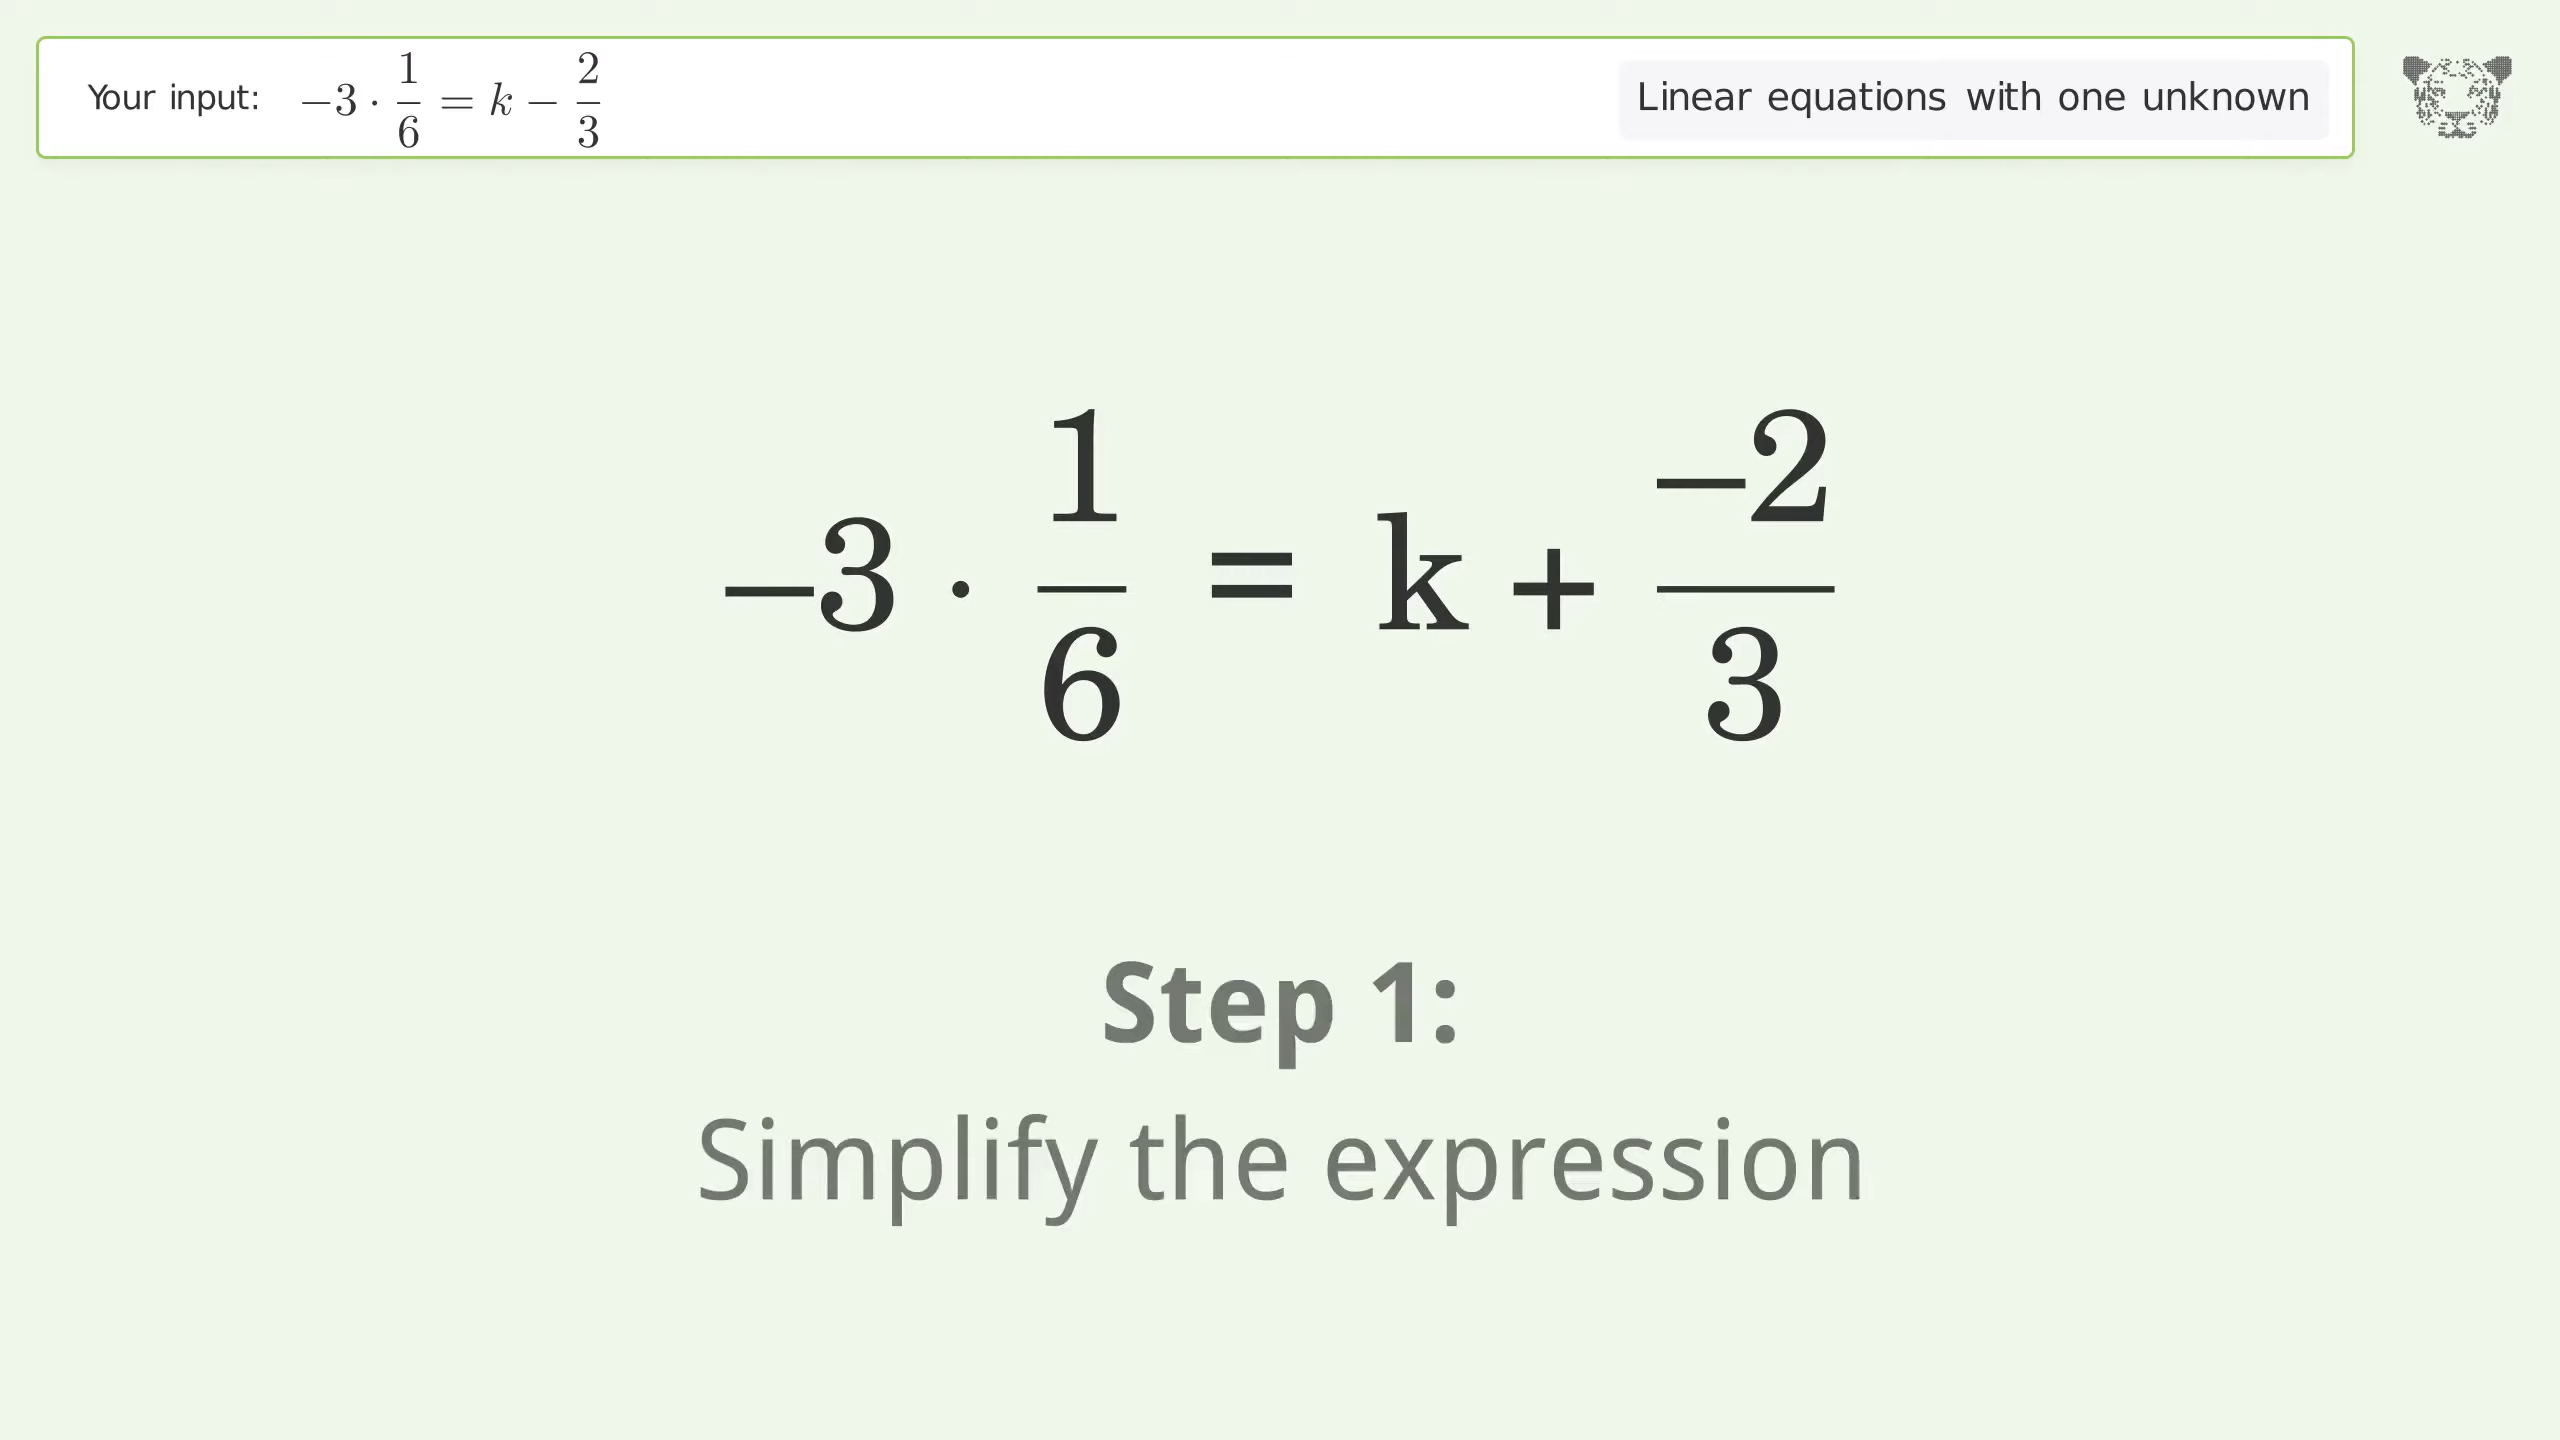 Your input: −3 · 1/6 = k − 2/3
Linear equations with one unknown
−3 · 1/6 = k + −2/3
Step 1:
Simplify the expression